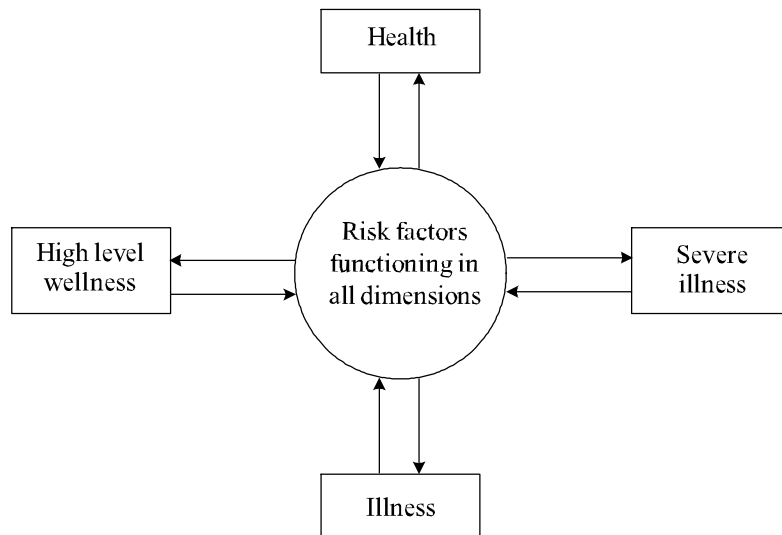 Health
High level
wellness
Risk factors
functioning in
all dimensions
Severe
illness
Illness